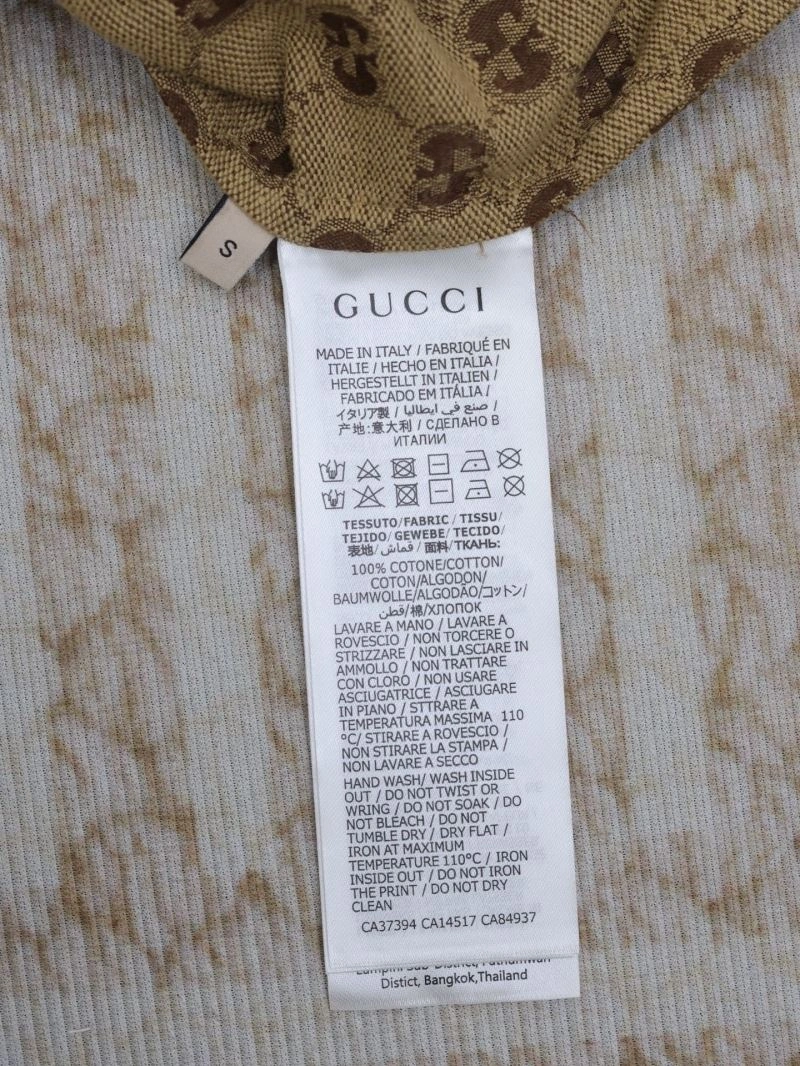 S
GUCCI
MADE IN ITALY / FABRIQUÉ EN
ITALIE / HECHO EN ITALIA /
HERGESTELLT IN ITALIEN /
FABRICADO EM ITÁLIA /
イタリア製 / صنع في ايطاليا /
产地:意大利 / СДЕЛАНО В
ИТАЛИИ
TESSUTO/FABRIC / TISSU/
TEJIDO/ GEWEBE/ TECIDO/
表地/ قماش / 面料/ТКАНЬ:
100% COTONE/COTTON/
COTON/ALGODON/
BAUMWOLLE/ALGODÃO/コットン/
قطن/棉/ХЛОПОК
LAVARE A MANO / LAVARE A
ROVESCIO / NON TORCERE O
STRIZZARE / NON LASCIARE IN
AMMOLLO / NON TRATTARE
CON CLORO / NON USARE
ASCIUGATRICE / ASCIUGARE
IN PIANO / STTRARE A
TEMPERATURA MASSIMA 110
°C/ STIRARE A ROVESCIO /
NON STIRARE LA STAMPA /
NON LAVARE A SECCO
HAND WASH/ WASH INSIDE
OUT / DO NOT TWIST OR
WRING / DO NOT SOAK / DO
NOT BLEACH / DO NOT
TUMBLE DRY / DRY FLAT /
IRON AT MAXIMUM
TEMPERATURE 110°C / IRON
INSIDE OUT / DO NOT IRON
THE PRINT / DO NOT DRY
CLEAN
CA37394 CA14517 CA84937
Lampini Sub-District, Pathumwan
Distict, Bangkok,Thailand